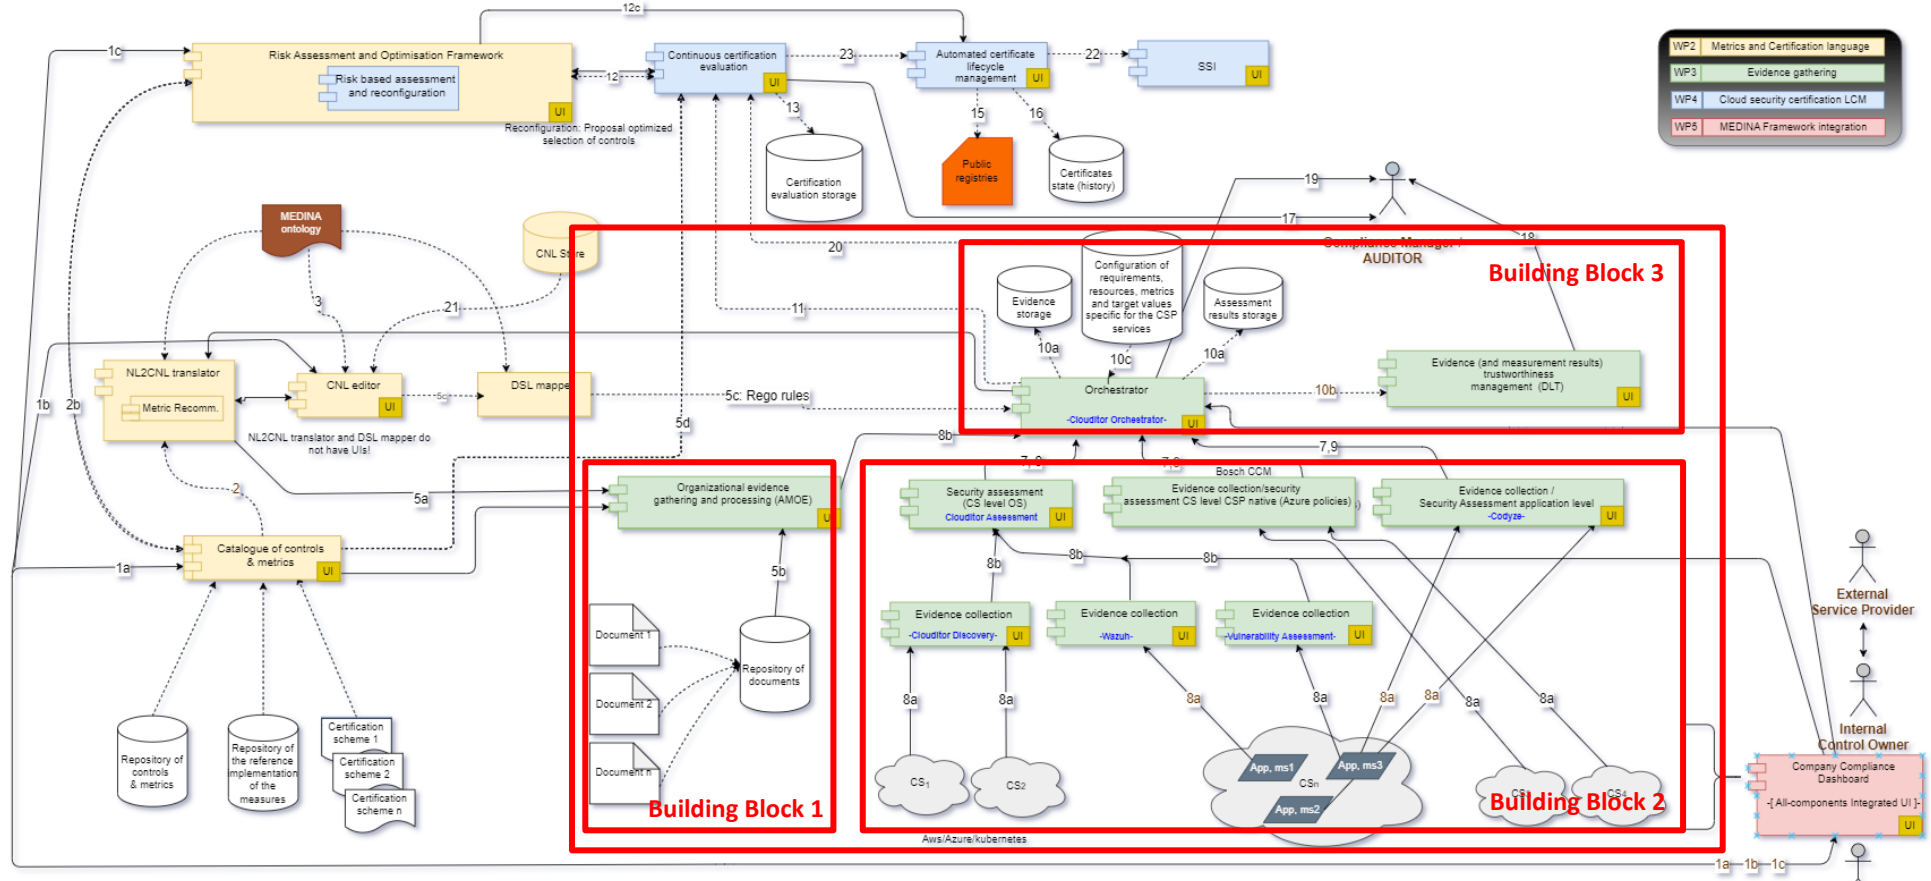 12c
1c
Risk Assessment and Optimisation Framework
Risk based assessment
and reconfiguration
UI
Reconfiguration: Proposal optimized
selection of controls
12
Continuous certification
evaluation
UI
23
Automated certificate
lifecycle
management
UI
22
SSI
UI
WP2 Metrics and Certification language
WP3 Evidence gathering
WP4 Cloud security certification LCM
WP5 MEDINA Framework integration
13
15
16
Certification
evaluation storage
Public
registries
Certificates
state (history)
19
17
18
20
Compliance Manager /
AUDITOR
MEDINA
ontology
CNL Store
3
21
11
Building Block 3
Evidence
storage
Configuration of
requirements,
resources, metrics
and target values
specific for the CSP
services
Assessment
results storage
10a
10c
10a
Evidence (and measurement results)
trustworthiness
management (DLT)
UI
Orchestrator
-Clouditor Orchestrator-
UI
10b
NL2CNL translator
Metric Recomm.
CNL editor
UI
5c
DSL mapper
5c: Rego rules
1b
2b
5d
NL2CNL translator and DSL mapper do
not have UIs!
8b
7,9
2
5a
Organizational evidence
gathering and processing (AMOE)
UI
Bosch CCM
Security assessment
(CS level OS)
Clouditor Assessment
UI
Evidence collection/security
assessment CS level CSP native (Azure policies)
Evidence collection /
Security Assessment application level
-Codyze-
UI
Catalogue of controls
& metrics
UI
1a
5b
8b
8b
8b
Evidence collection
-Clouditor Discovery-
UI
Evidence collection
-Wazuh-
UI
Evidence collection
-Vulnerability Assessment-
UI
External
Service Provider
Document 1
Document 2
Document n
Repository of
documents
8a
8a
8a
8a
8a
8a
8a
8a
Internal
Control Owner
Repository of
controls
& metrics
Repository of
the reference
implementation
of the
measures
Certification
scheme 1
Certification
scheme 2
Certification
scheme n
CS1
CS2
App, ms1
App, ms3
CSn
App, ms2
CS4
Building Block 1
Building Block 2
Company Compliance
Dashboard
-[ All-components Integrated UI ]-
UI
Aws/Azure/kubernetes
1a 1b 1c